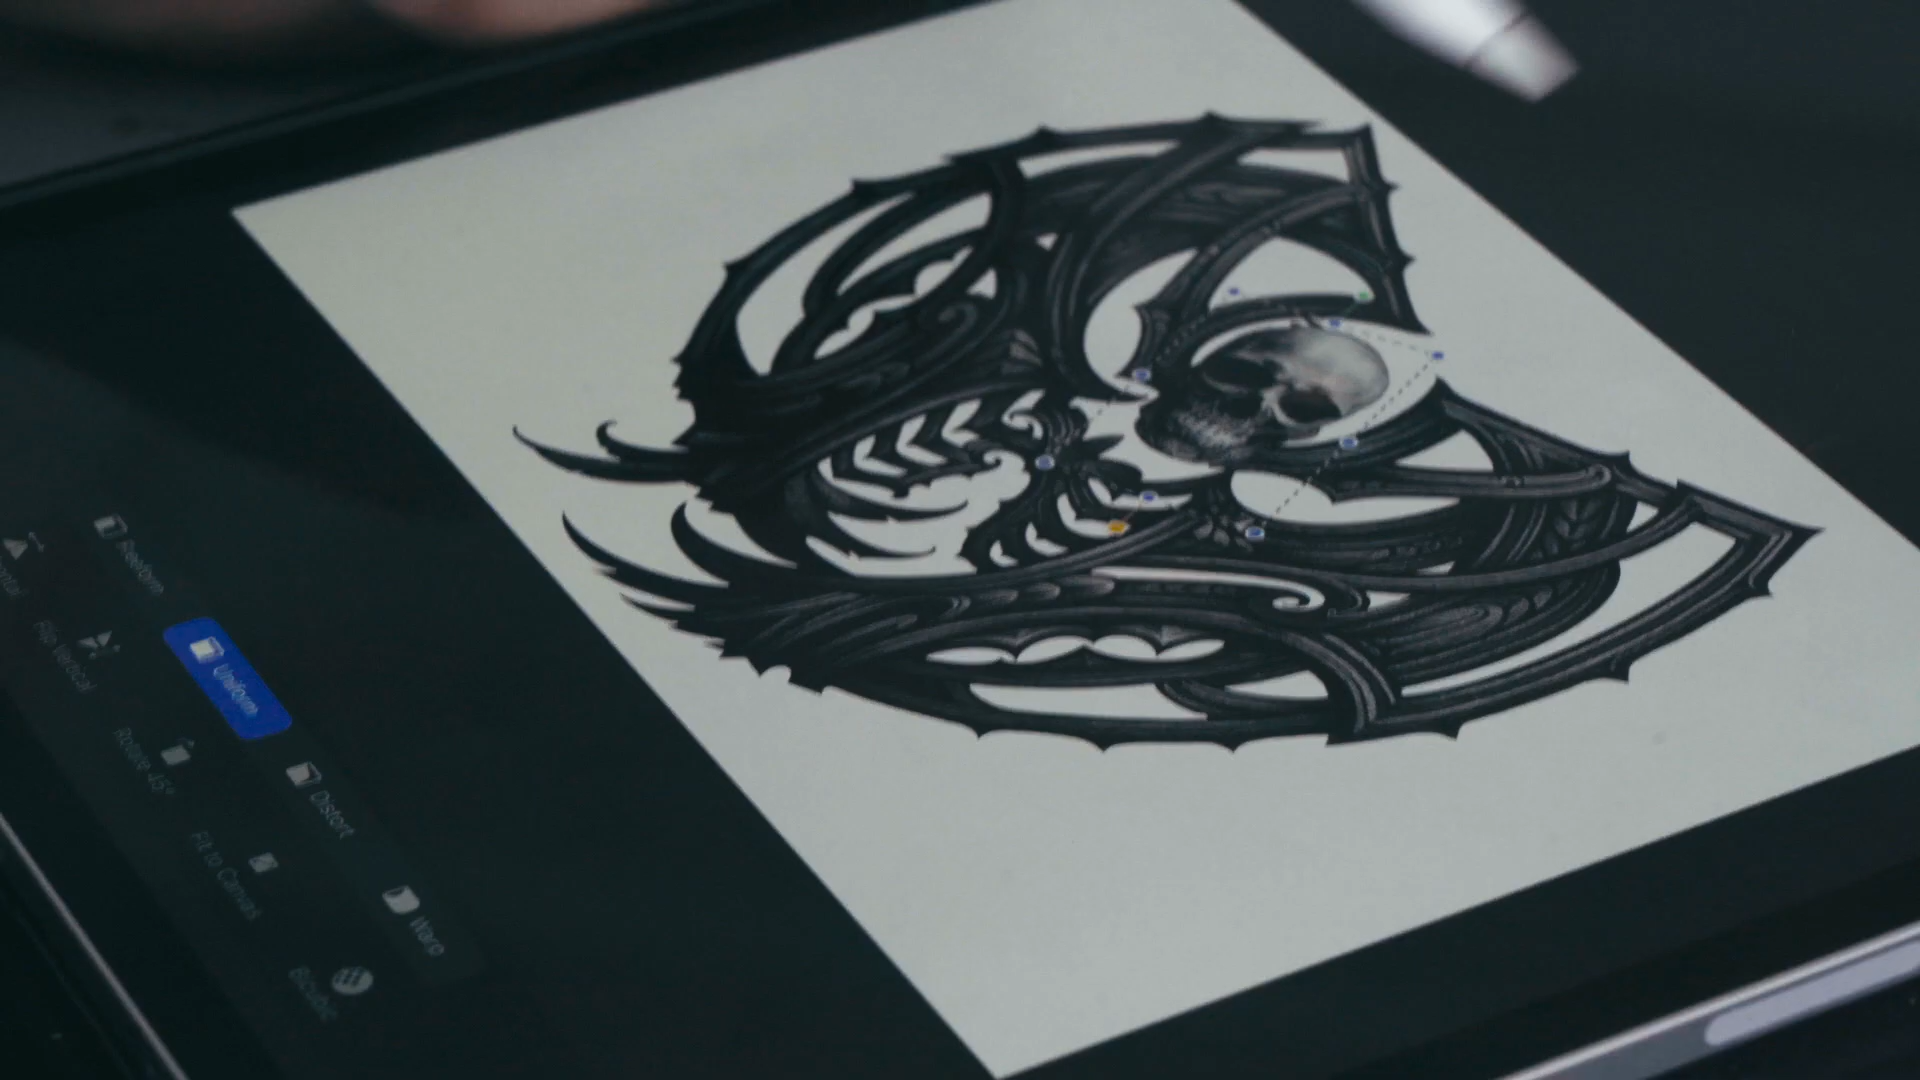 Freeform
Uniform
Distort
Warp
Flip Vertical
Rotate 45°
Fit to Canvas
Bicubic